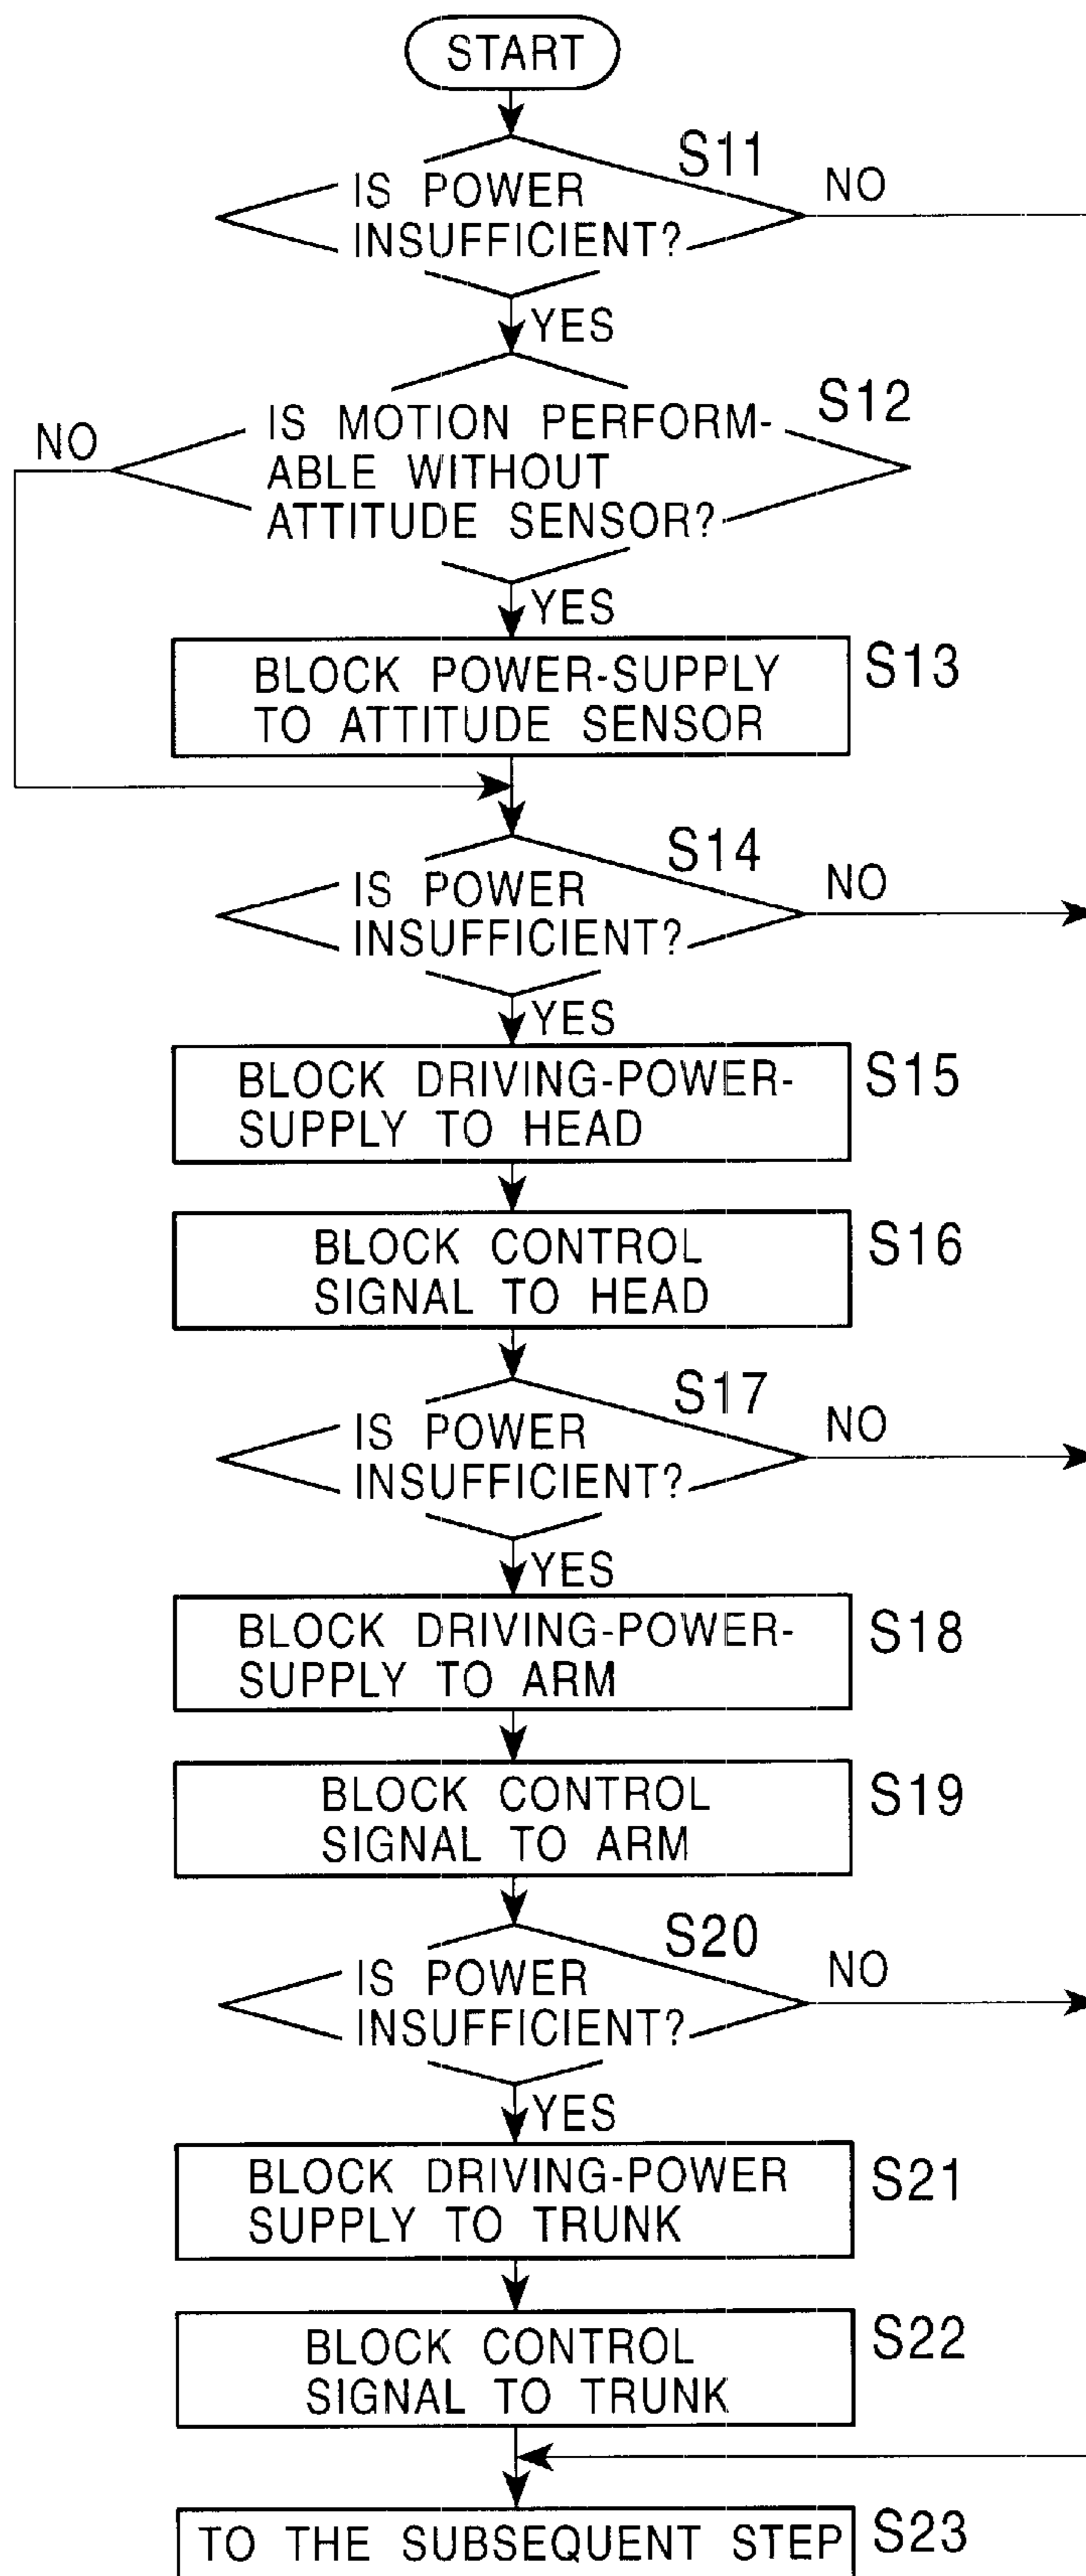 START
S11
IS POWER
INSUFFICIENT?
NO
YES
S12
IS MOTION PERFORM-
ABLE WITHOUT
ATTITUDE SENSOR?
NO
YES
BLOCK POWER-SUPPLY
TO ATTITUDE SENSOR
S13
S14
IS POWER
INSUFFICIENT?
NO
YES
BLOCK DRIVING-POWER-
SUPPLY TO HEAD
S15
BLOCK CONTROL
SIGNAL TO HEAD
S16
S17
IS POWER
INSUFFICIENT?
NO
YES
BLOCK DRIVING-POWER-
SUPPLY TO ARM
S18
BLOCK CONTROL
SIGNAL TO ARM
S19
S20
IS POWER
INSUFFICIENT?
NO
YES
BLOCK DRIVING-POWER
SUPPLY TO TRUNK
S21
BLOCK CONTROL
SIGNAL TO TRUNK
S22
TO THE SUBSEQUENT STEP
S23